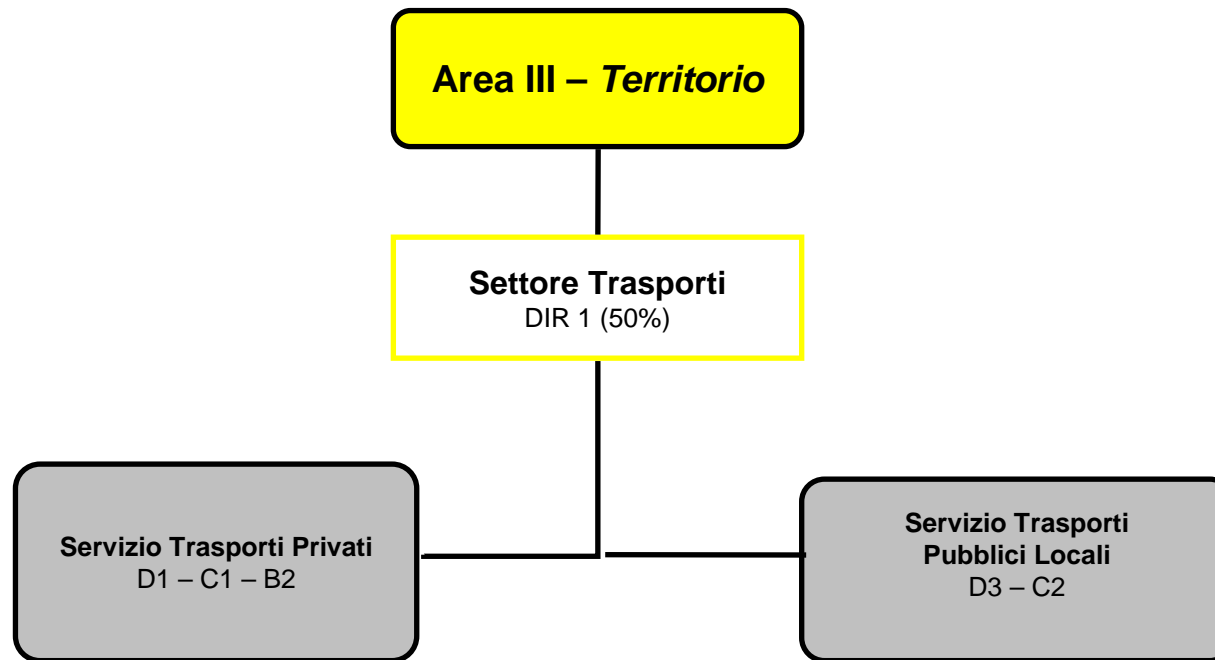 Area III – Territorio
Settore Trasporti
DIR 1 (50%)
Servizio Trasporti Privati
D1 – C1 – B2
Servizio Trasporti
Pubblici Locali
D3 – C2